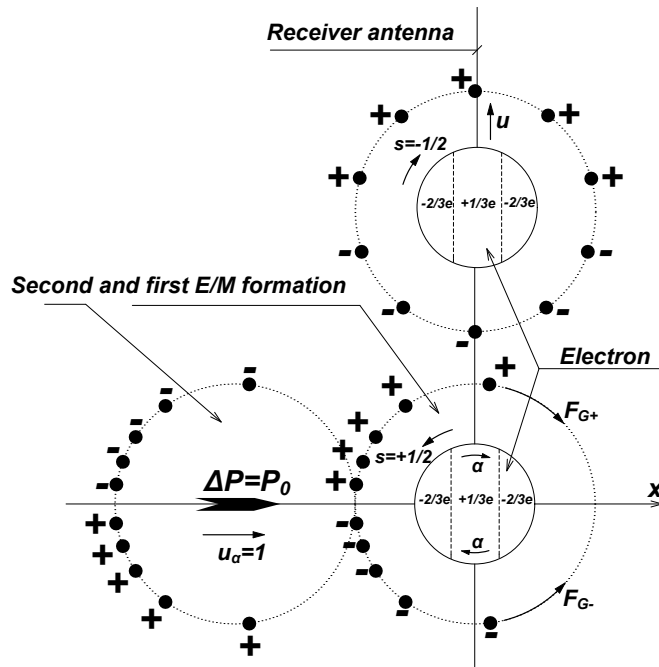 Receiver antenna
+
+ +
u
s=-1/2
+ +
-2/3e +1/3e -2/3e
- -
Second and first E/M formation
- -
-
Electron
- + +
- +
F_G+
- + s=+1/2
- + α
- ΔP=P₀ + -2/3e +1/3e -2/3e x
+ -
+ u_α=1 - α
+ -
+ - F_G-
+ -